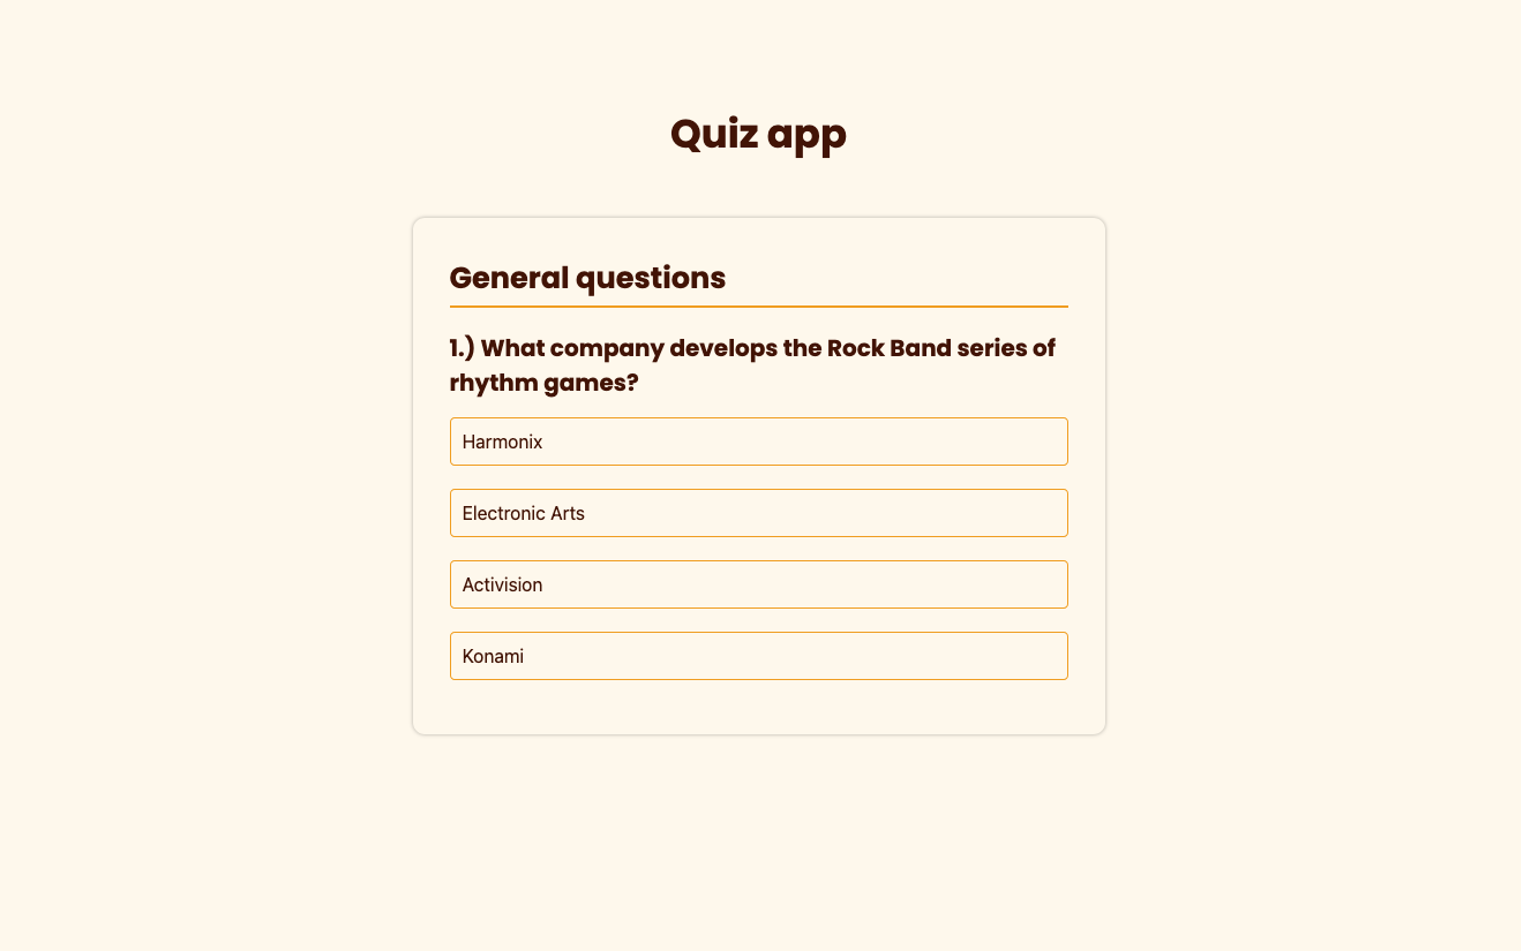 Quiz app
General questions
1.) What company develops the Rock Band series of
rhythm games?
Harmonix
Electronic Arts
Activision
Konami